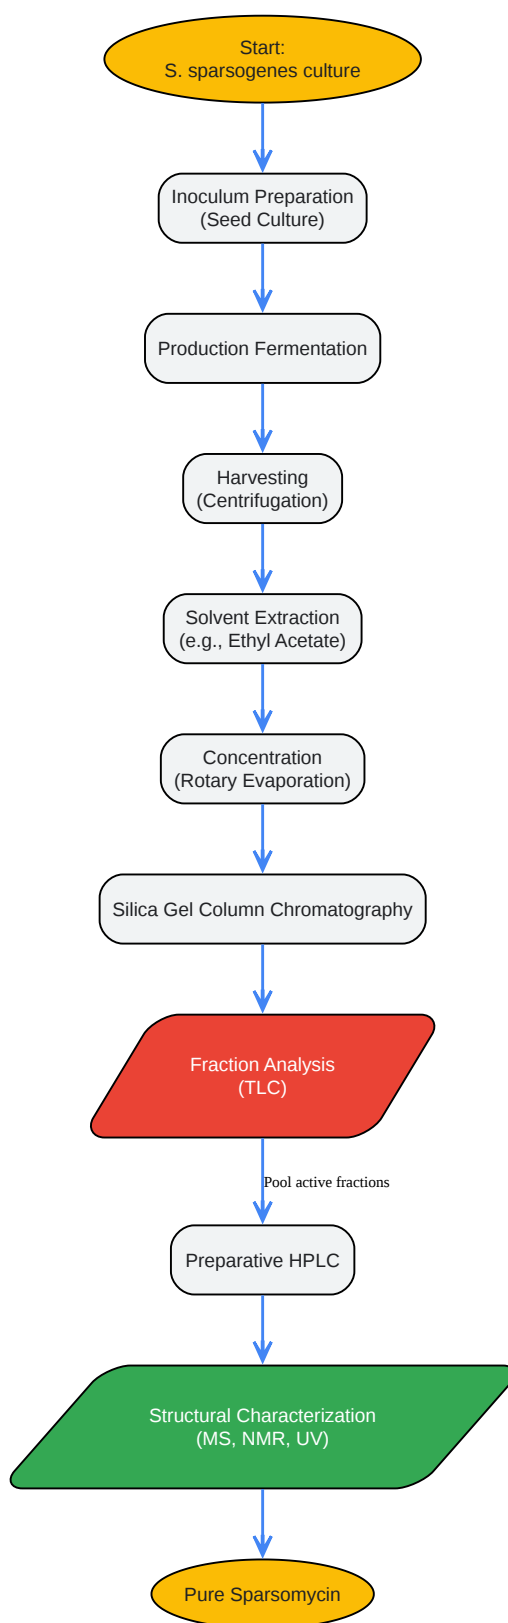 Start:
S. sparsogenes culture
Inoculum Preparation
(Seed Culture)
Production Fermentation
Harvesting
(Centrifugation)
Solvent Extraction
(e.g., Ethyl Acetate)
Concentration
(Rotary Evaporation)
Silica Gel Column Chromatography
Fraction Analysis
(TLC)
Pool active fractions
Preparative HPLC
Structural Characterization
(MS, NMR, UV)
Pure Sparsomycin